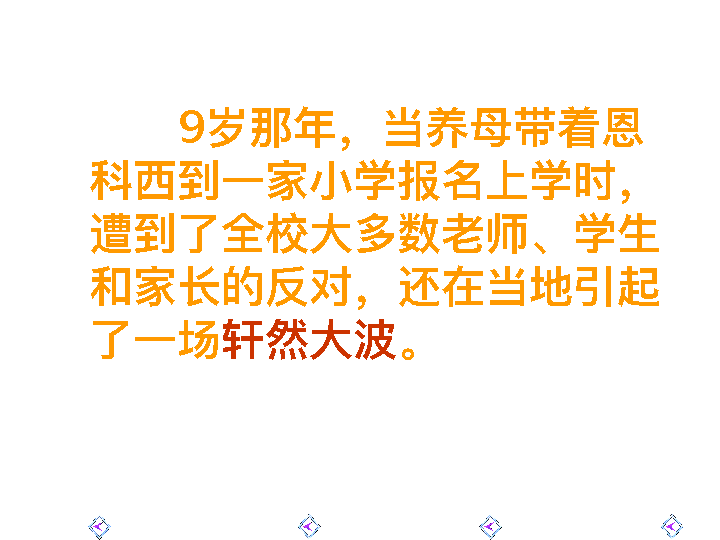 9岁那年，当养母带着恩
科西到一家小学报名上学时，
遭到了全校大多数老师、学生
和家长的反对，还在当地引起
了一场轩然大波。